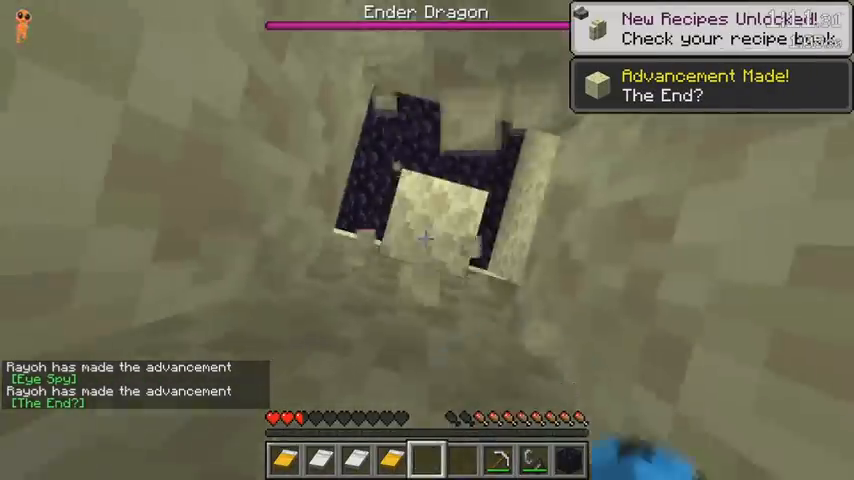 Ender Dragon
New Recipes Unlocked!
Check your recipe book
Advancement Made!
The End?
Rayoh has made the advancement
[Eye Spy]
Rayoh has made the advancement
[The End?]